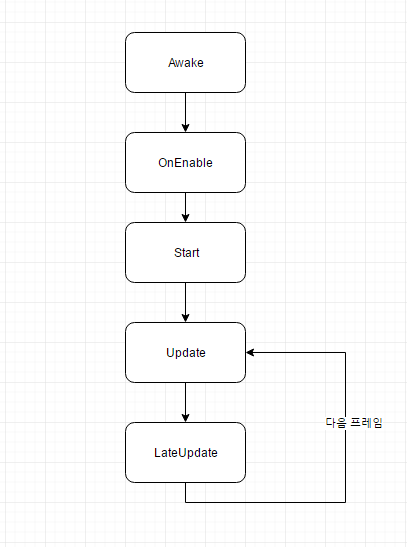 Awake
OnEnable
Start
Update
다음 프레임
LateUpdate